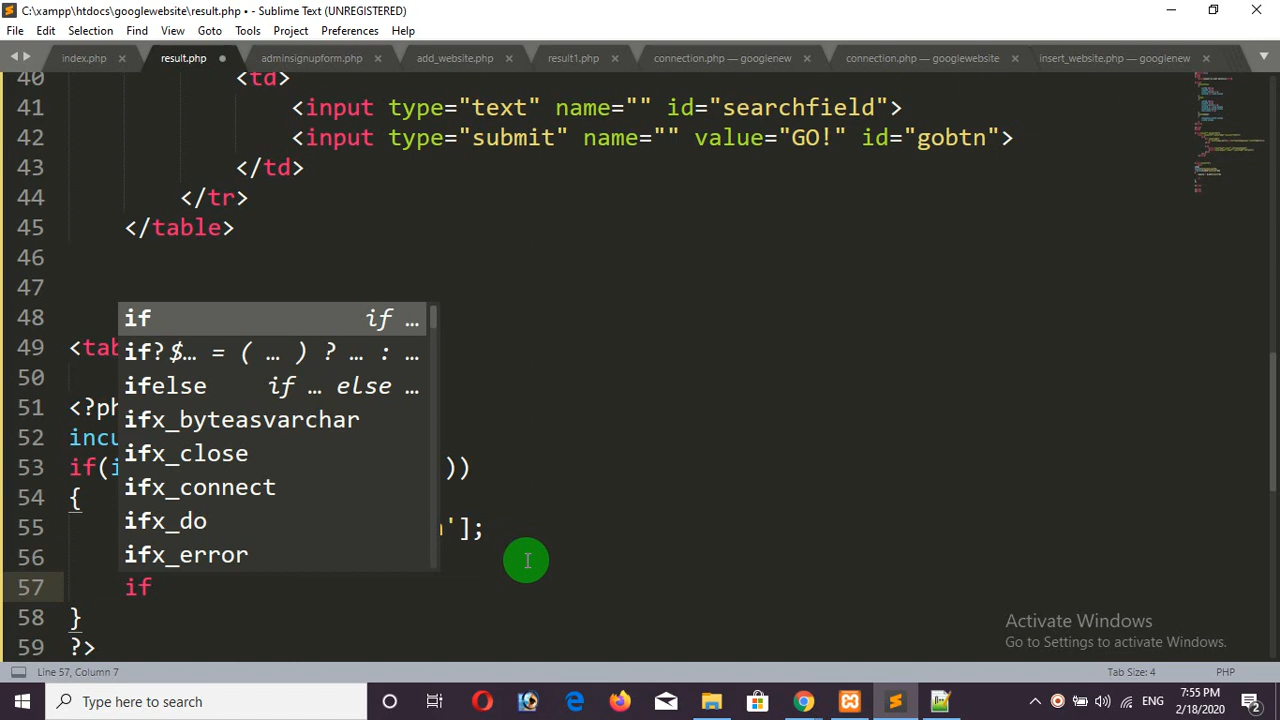 C:\xampp\htdocs\googlewebsite\result.php • - Sublime Text (UNREGISTERED)
File Edit Selection Find View Goto Tools Project Preferences Help
index.php result.php adminsignupform.php add_website.php result1.php connection.php — googlenew connection.php — googlewebsite insert_website.php — googlenew
40 <td>
41 <input type="text" name="" id="searchfield">
42 <input type="submit" name="" value="GO!" id="gobtn">
43 </td>
44 </tr>
45 </table>
46
47
48 if if …
49 <tab if?$… = ( … ) ? … : …
50 ifelse if … else …
51 <?ph ifx_byteasvarchar
52 incu ifx_close
53 if(i ifx_connect ))
54 { ifx_do
55 '];
56 ifx_error
57 if
58 }
59 ?>
Activate Windows
Go to Settings to activate Windows.
Line 57, Column 7 Tab Size: 4 PHP
Type here to search ENG 7:55 PM
2/18/2020 2